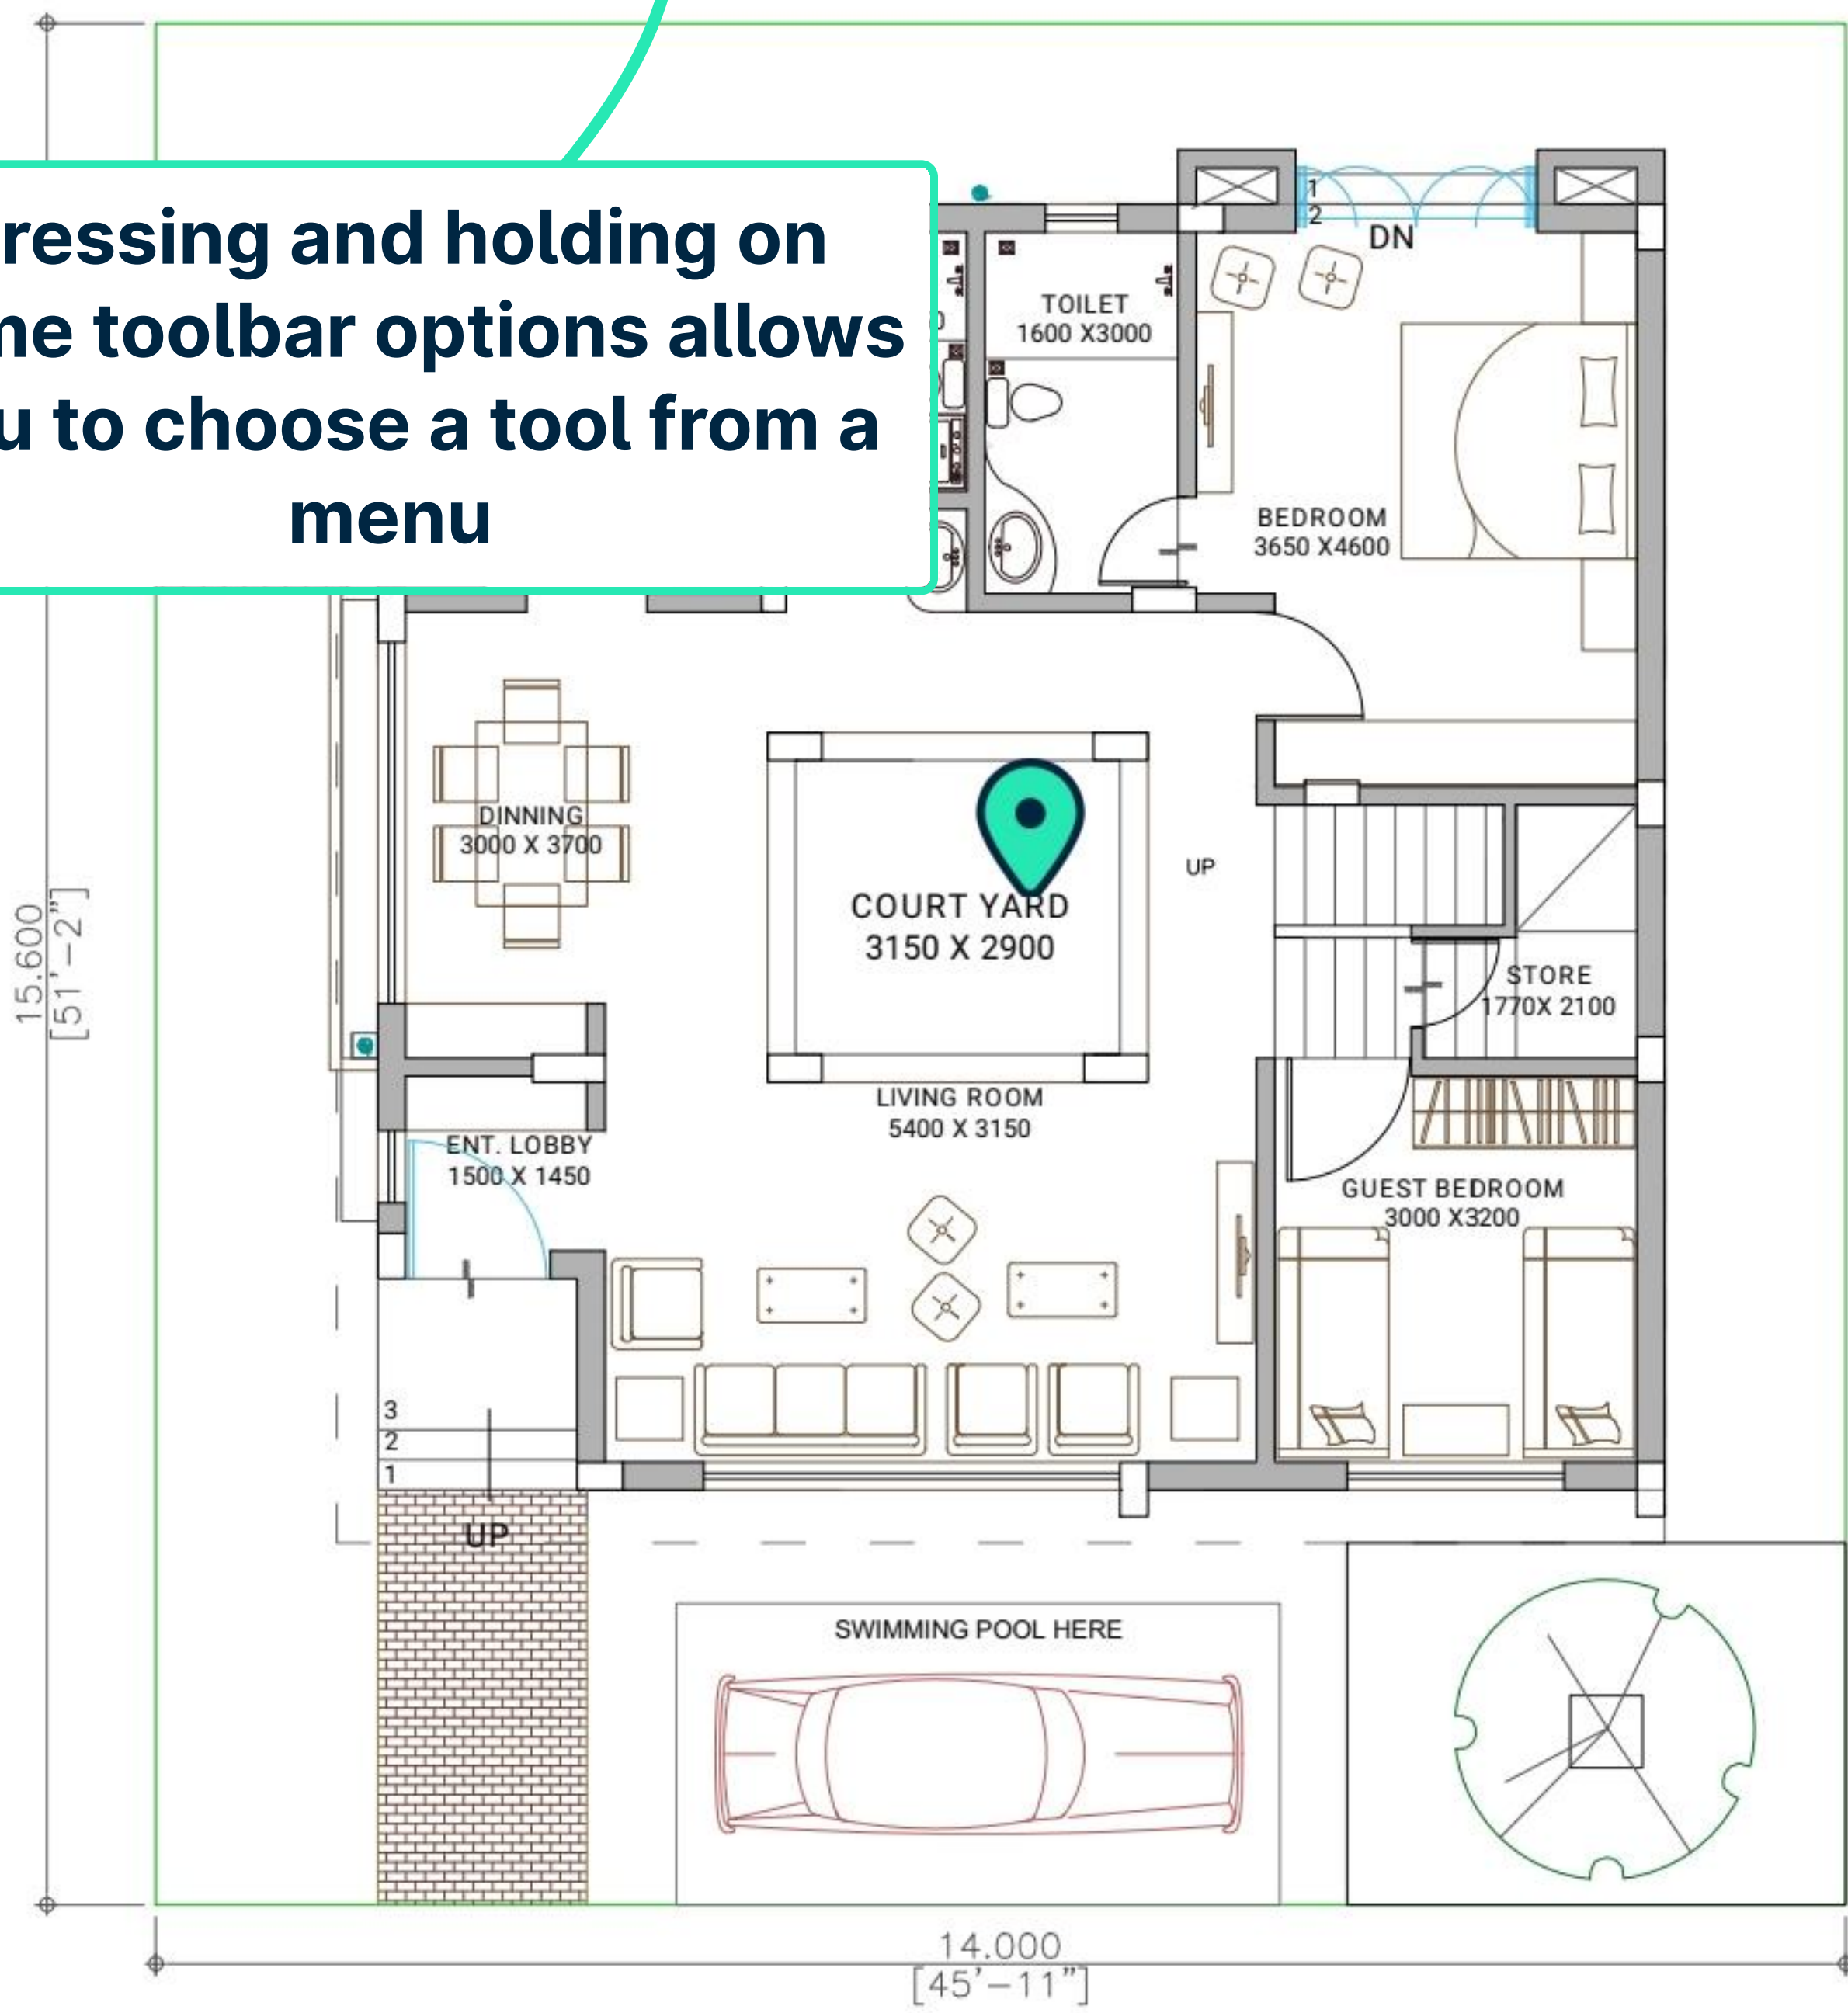 ressing and holding on
me toolbar options allows
u to choose a tool from a
menu
1
2
DN
TOILET
1600 X3000
BEDROOM
3650 X4600
DINNING
3000 X 3700
UP
COURT YARD
3150 X 2900
15.600
[51'-2"]
STORE
1770X 2100
LIVING ROOM
5400 X 3150
ENT. LOBBY
1500 X 1450
GUEST BEDROOM
3000 X3200
3
2
1
UP
SWIMMING POOL HERE
14.000
[45'-11"]